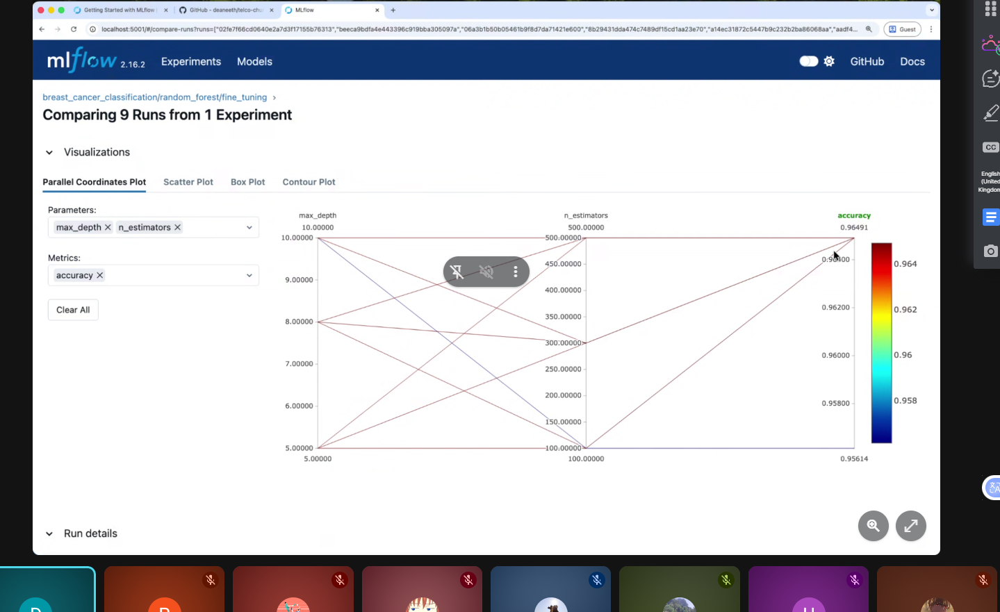 Getting Started with MLflow
GitHub - deaneeth/telco-chu
MLflow
localhost:5001/#/compare-runs?runs=["02fe7f66cd0640e2a7d3f17155b76313","beeca9bdfa4e443396c919bba305097a","06a3b1b50b05461b9f8d7da71421e600","8b29431dda474c7489df15cd1aa23e70","a14ec31872c5447b9c232b2ba86068aa","aadf4...
Guest
mlflow 2.16.2
Experiments
Models
GitHub
Docs
breast_cancer_classification/random_forest/fine_tuning
Comparing 9 Runs from 1 Experiment
Visualizations
Parallel Coordinates Plot
Scatter Plot
Box Plot
Contour Plot
Parameters:
max_depth
n_estimators
Metrics:
accuracy
Clear All
max_depth
10.00000
10.00000
9.00000
8.00000
7.00000
6.00000
5.00000
5.00000
n_estimators
500.00000
500.00000
450.00000
400.00000
350.00000
300.00000
250.00000
200.00000
150.00000
100.00000
100.00000
accuracy
0.96491
0.96400
0.96200
0.96000
0.95800
0.95614
0.964
0.962
0.96
0.958
Run details
CC
English
(United
Kingdom